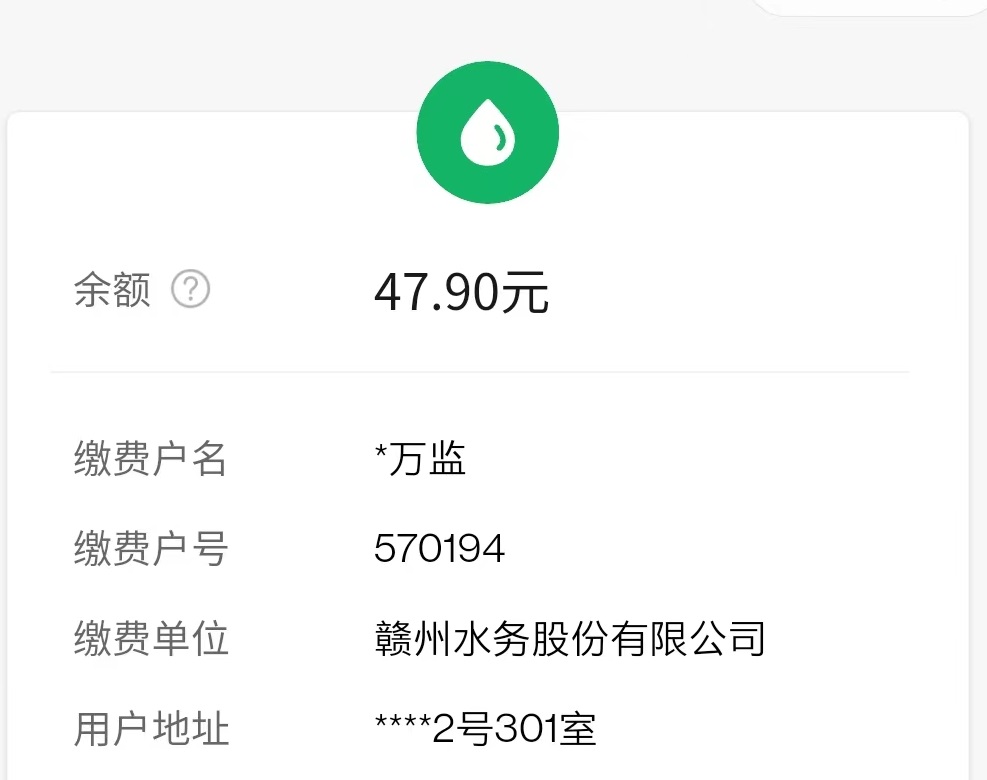 余额 ? 47.90元
缴费户名 *万监
缴费户号 570194
缴费单位 赣州水务股份有限公司
用户地址 ****2号301室